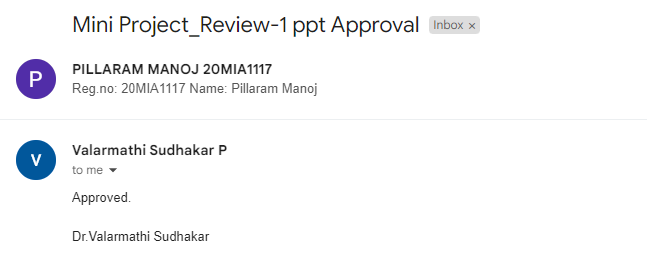 Mini Project_Review-1 ppt Approval Inbox ×
P
PILLARAM MANOJ 20MIA1117
Reg.no: 20MIA1117 Name: Pillaram Manoj
V
Valarmathi Sudhakar P
to me
Approved.
Dr.Valarmathi Sudhakar